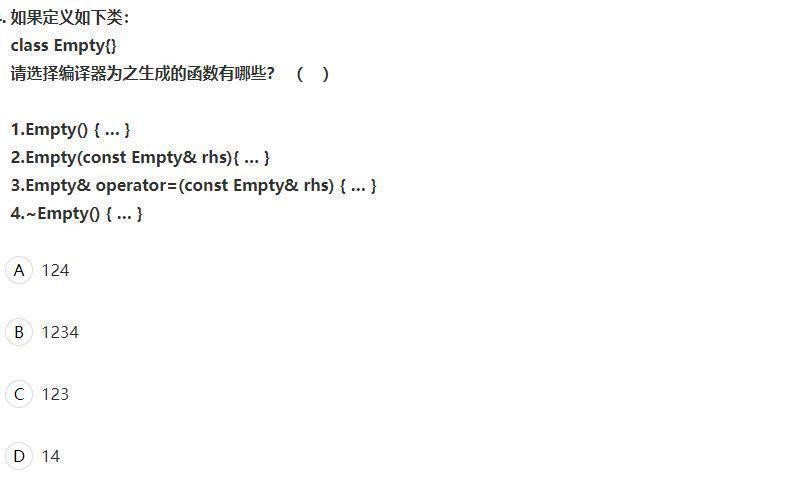 . 如果定义如下类：
class Empty{}
请选择编译器为之生成的函数有哪些？ （ ）
1.Empty() { ... }
2.Empty(const Empty& rhs){ ... }
3.Empty& operator=(const Empty& rhs) { ... }
4.~Empty() { ... }
A 124
B 1234
C 123
D 14